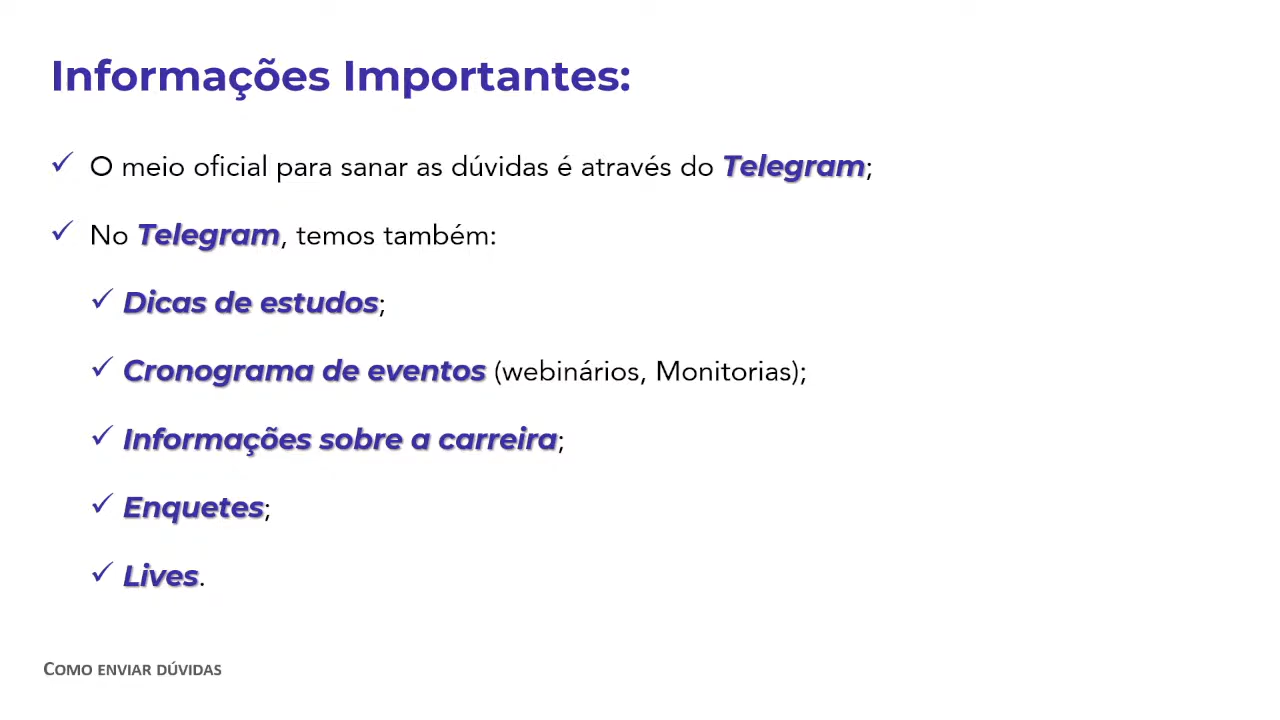 Informações Importantes:
✓ O meio oficial para sanar as dúvidas é através do Telegram;
✓ No Telegram, temos também:
✓ Dicas de estudos;
✓ Cronograma de eventos (webinários, Monitorias);
✓ Informações sobre a carreira;
✓ Enquetes;
✓ Lives.
COMO ENVIAR DÚVIDAS